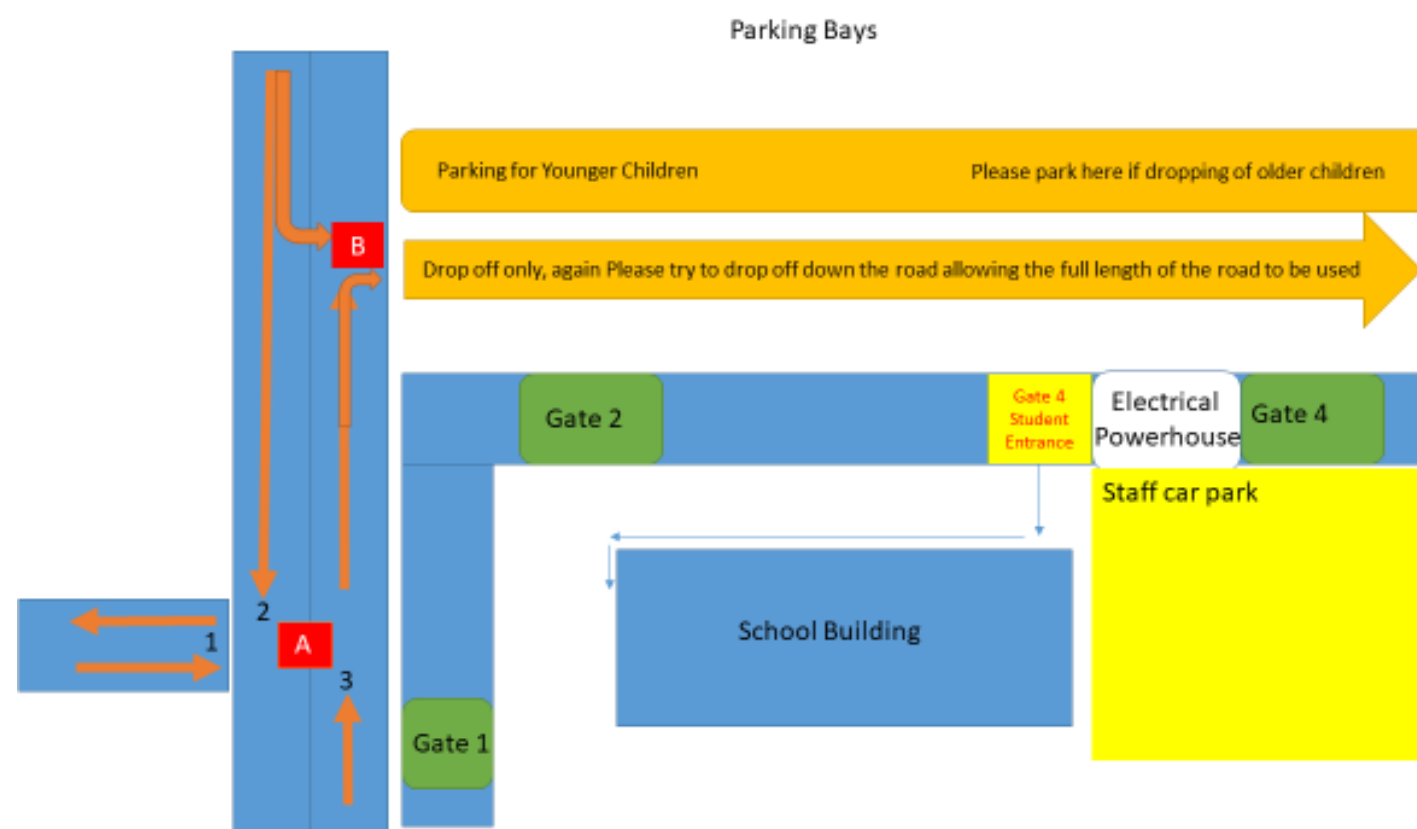 Parking Bays
Parking for Younger Children
Please park here if dropping of older children
B
Drop off only, again Please try to drop off down the road allowing the full length of the road to be used
Gate 2
Gate 4
Student
Entrance
Electrical
Powerhouse
Gate 4
Staff car park
2
1
A
School Building
3
Gate 1